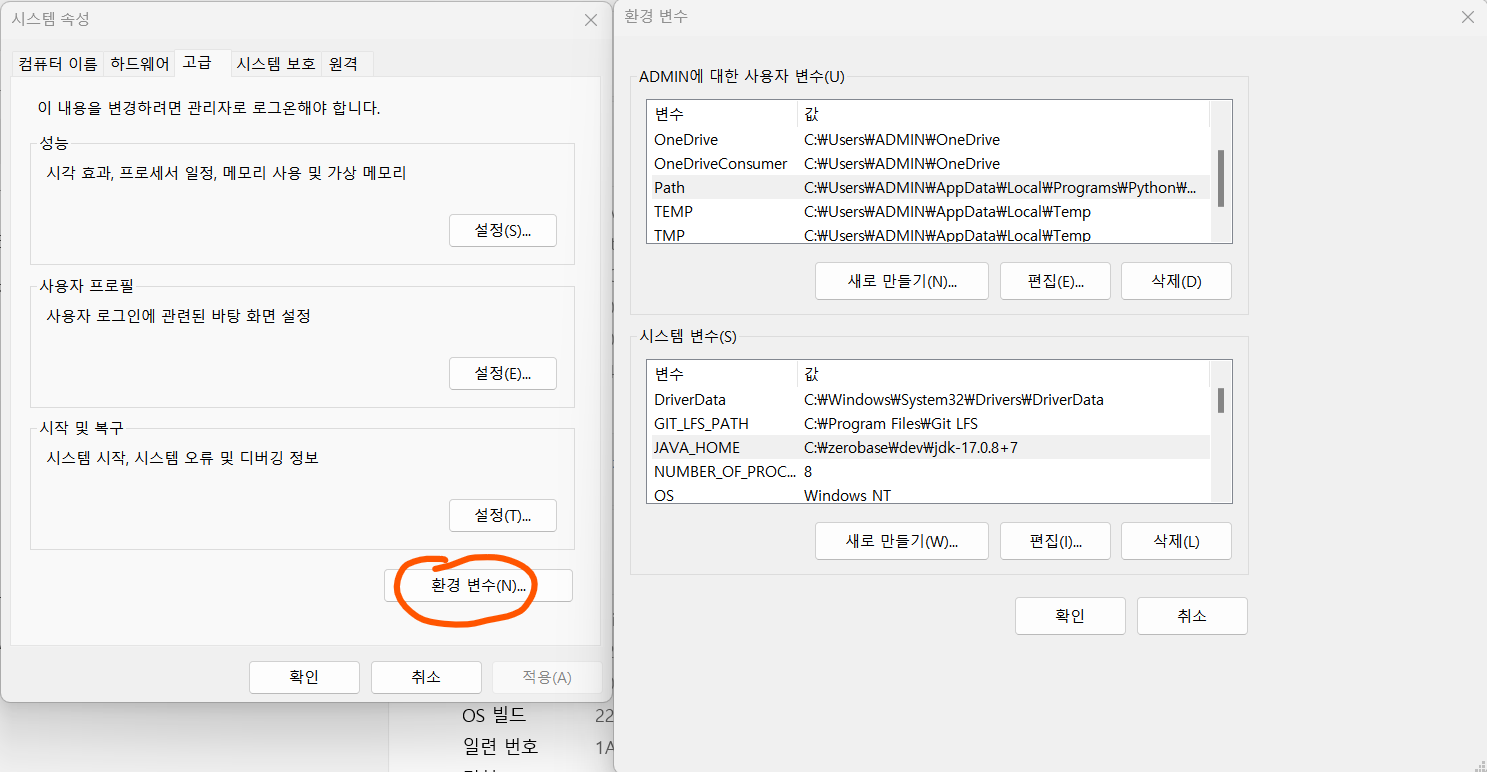 시스템 속성
컴퓨터 이름 하드웨어 고급 시스템 보호 원격
이 내용을 변경하려면 관리자로 로그온해야 합니다.
성능
시각 효과, 프로세서 일정, 메모리 사용 및 가상 메모리
설정(S)...
사용자 프로필
사용자 로그인에 관련된 바탕 화면 설정
설정(E)...
시작 및 복구
시스템 시작, 시스템 오류 및 디버깅 정보
설정(T)...
환경 변수(N)...
확인 취소 적용(A)
OS 빌드 22
일련 번호 1A
환경 변수
ADMIN에 대한 사용자 변수(U)
변수 값
OneDrive C:₩Users₩ADMIN₩OneDrive
OneDriveConsumer C:₩Users₩ADMIN₩OneDrive
Path C:₩Users₩ADMIN₩AppData₩Local₩Programs₩Python₩...
TEMP C:₩Users₩ADMIN₩AppData₩Local₩Temp
TMP C:₩Users₩ADMIN₩AppData₩Local₩Temp
새로 만들기(N)... 편집(E)... 삭제(D)
시스템 변수(S)
변수 값
DriverData C:₩Windows₩System32₩Drivers₩DriverData
GIT_LFS_PATH C:₩Program Files₩Git LFS
JAVA_HOME C:₩zerobase₩dev₩jdk-17.0.8+7
NUMBER_OF_PROC... 8
OS Windows NT
새로 만들기(W)... 편집(I)... 삭제(L)
확인 취소